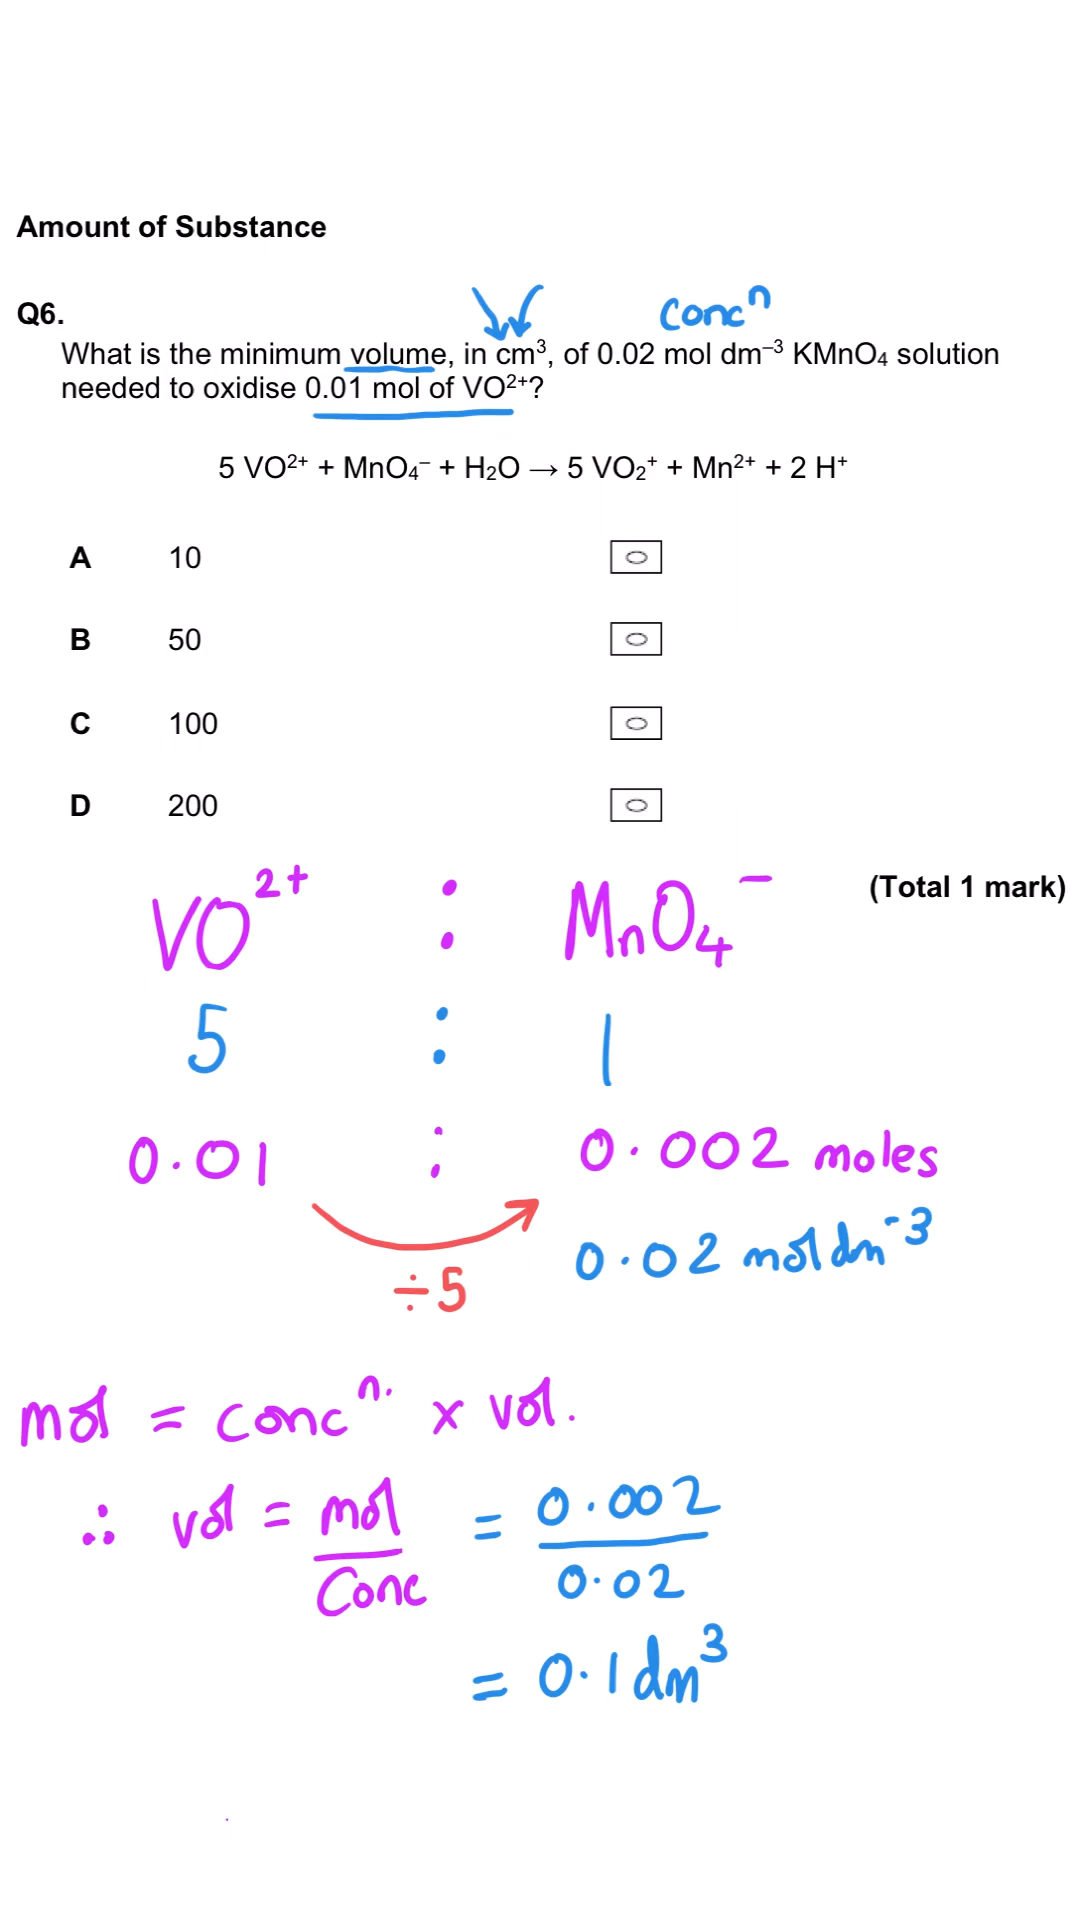 Amount of Substance
Concⁿ
Q6.
What is the minimum volume, in cm³, of 0.02 mol dm⁻³ KMnO₄ solution
needed to oxidise 0.01 mol of VO²⁺?
5 VO²⁺ + MnO₄⁻ + H₂O → 5 VO₂⁺ + Mn²⁺ + 2 H⁺
A 10
B 50
C 100
D 200
(Total 1 mark)
VO²⁺ : MnO₄⁻
5 : 1
0.01 : 0.002 moles
÷5
0.02 mol dm⁻³
mol = concⁿ· x vol.
∴ vol = mol/Conc = 0.002/0.02
= 0.1 dm³